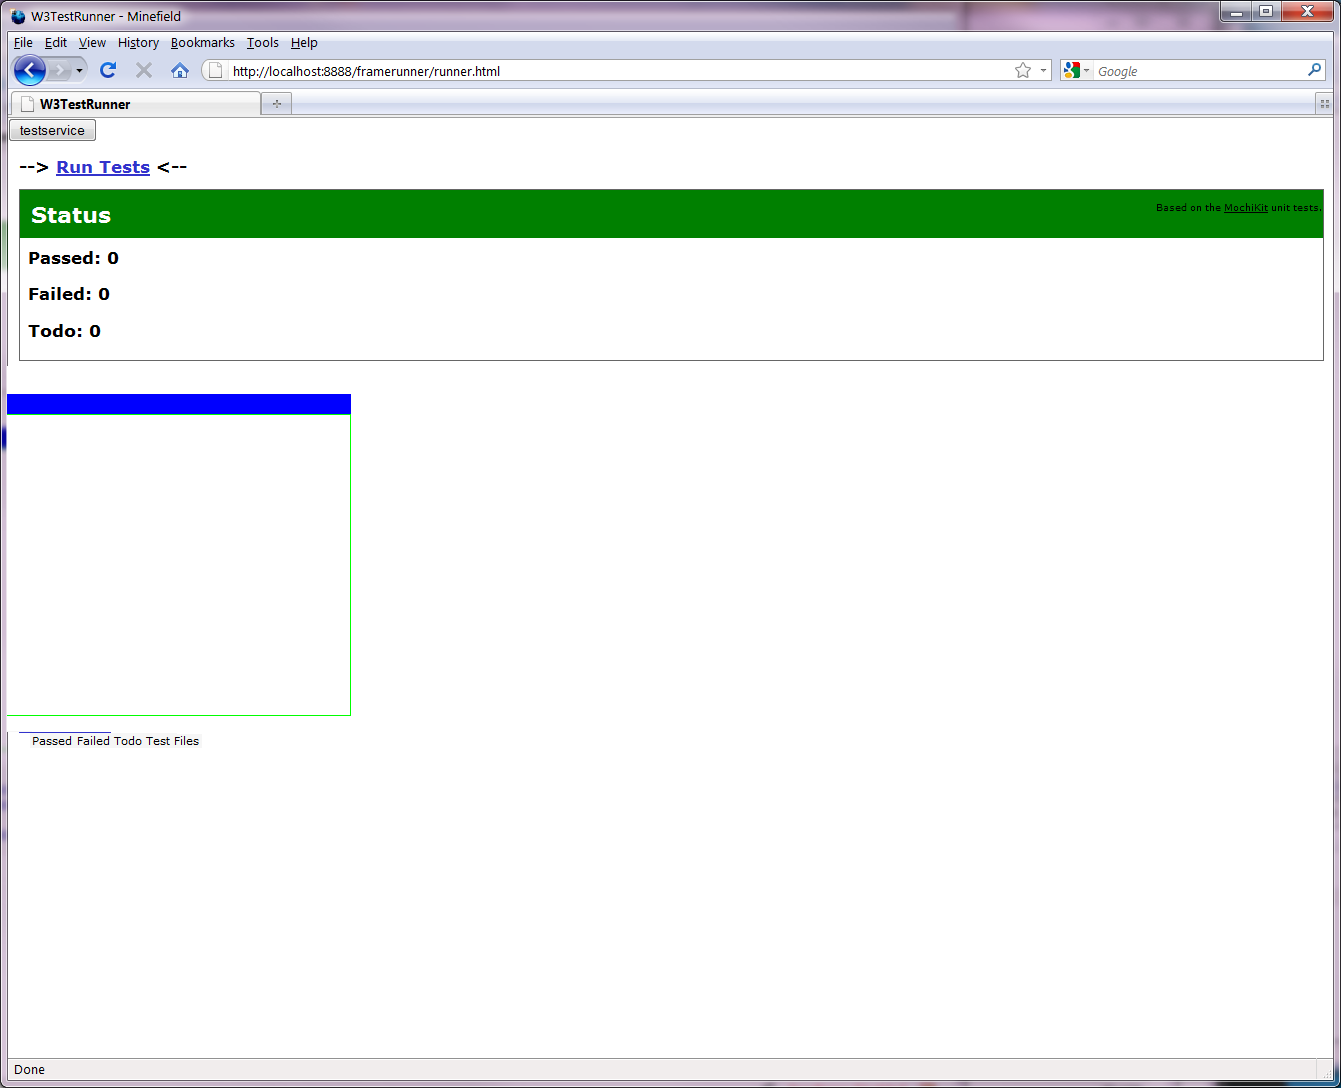 W3TestRunner - Minefield
File Edit View History Bookmarks Tools Help
http://localhost:8888/framerunner/runner.html
Google
W3TestRunner
testservice
--> Run Tests <--
Status
Based on the MochiKit unit tests.
Passed: 0
Failed: 0
Todo: 0
Passed Failed Todo Test Files
Done